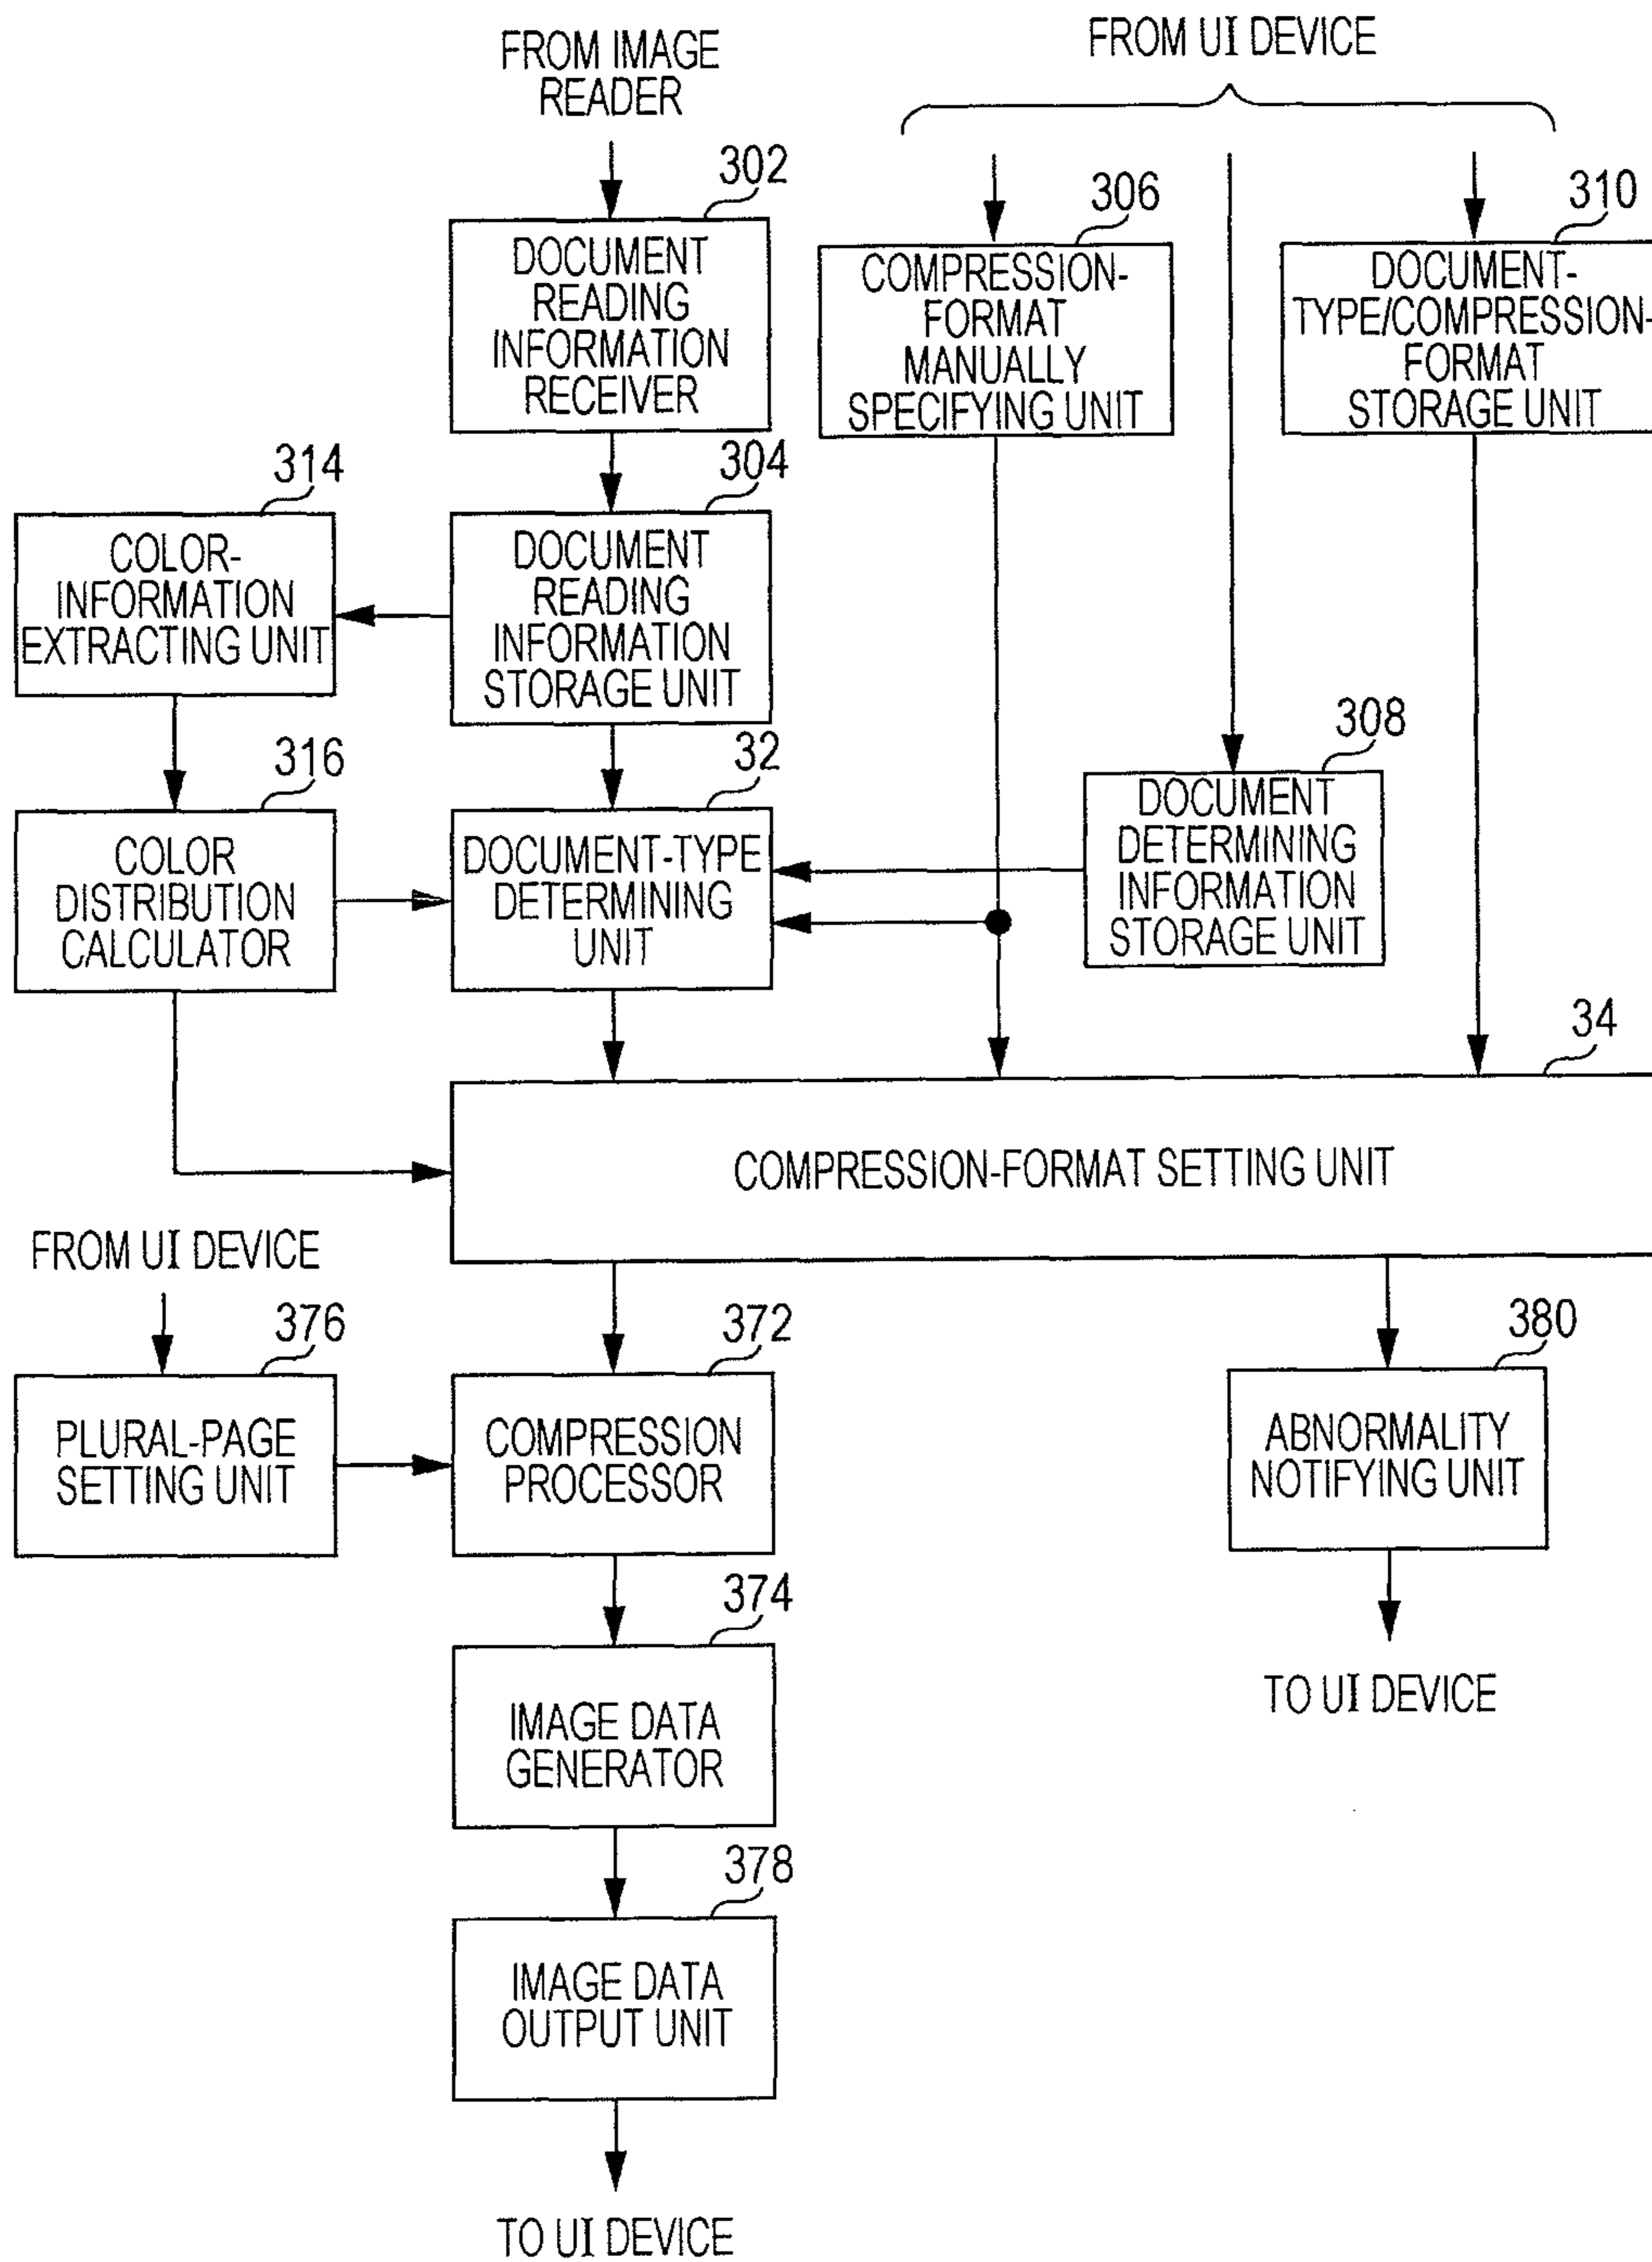 FROM IMAGE
READER
FROM UI DEVICE
302
DOCUMENT
READING
INFORMATION
RECEIVER
306
COMPRESSION-
FORMAT
MANUALLY
SPECIFYING UNIT
310
DOCUMENT-
TYPE/COMPRESSION-
FORMAT
STORAGE UNIT
314
COLOR-
INFORMATION
EXTRACTING UNIT
304
DOCUMENT
READING
INFORMATION
STORAGE UNIT
316
COLOR
DISTRIBUTION
CALCULATOR
32
DOCUMENT-TYPE
DETERMINING
UNIT
308
DOCUMENT
DETERMINING
INFORMATION
STORAGE UNIT
34
COMPRESSION-FORMAT SETTING UNIT
FROM UI DEVICE
376
PLURAL-PAGE
SETTING UNIT
372
COMPRESSION
PROCESSOR
380
ABNORMALITY
NOTIFYING UNIT
374
IMAGE DATA
GENERATOR
TO UI DEVICE
378
IMAGE DATA
OUTPUT UNIT
TO UI DEVICE